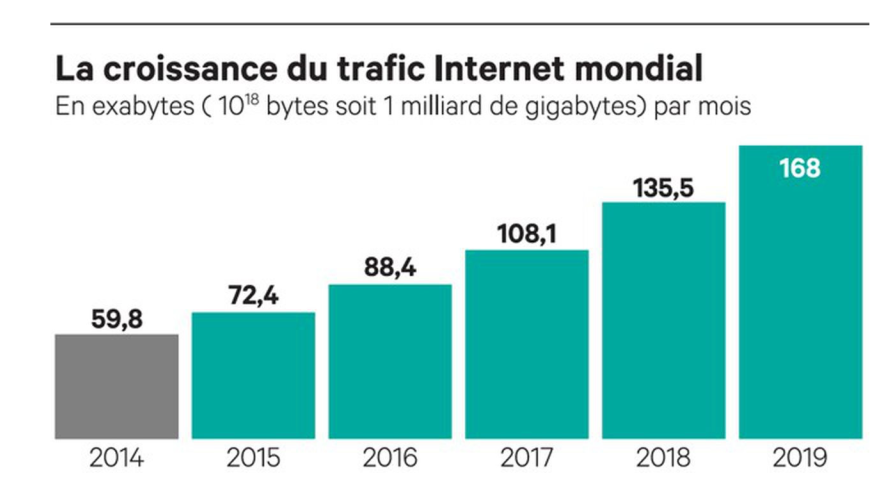 La croissance du trafic Internet mondial
En exabytes ( 10¹⁸ bytes soit 1 milliard de gigabytes) par mois
59,8
72,4
88,4
108,1
135,5
168
2014 2015 2016 2017 2018 2019